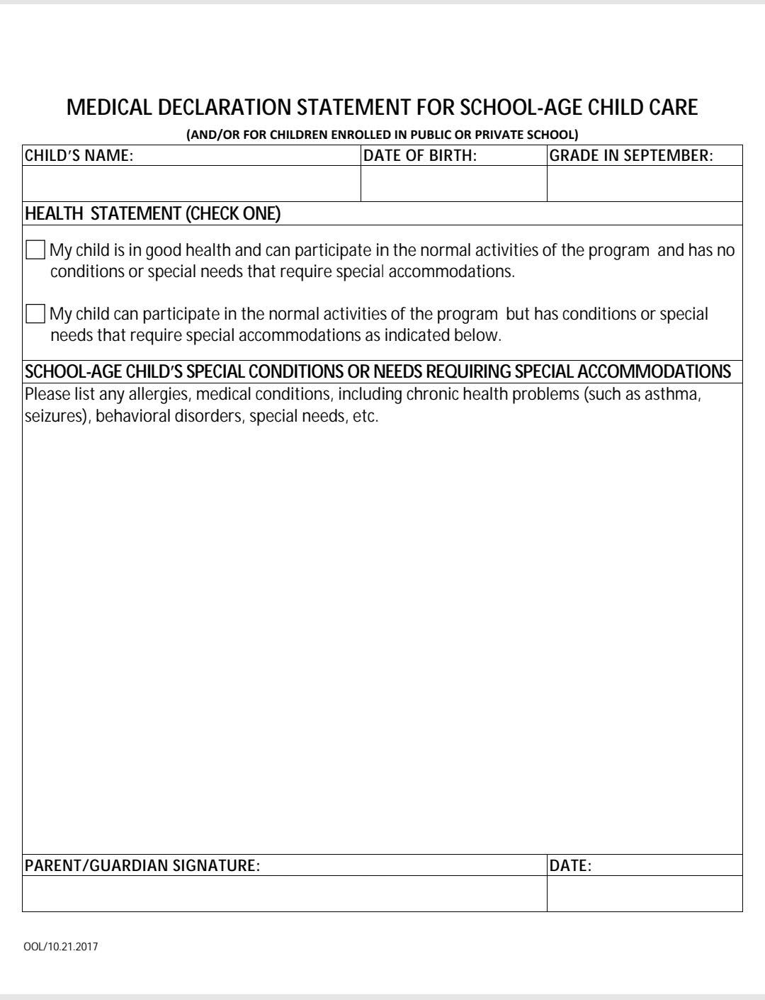 MEDICAL DECLARATION STATEMENT FOR SCHOOL-AGE CHILD CARE
(AND/OR FOR CHILDREN ENROLLED IN PUBLIC OR PRIVATE SCHOOL)
CHILD'S NAME: DATE OF BIRTH: GRADE IN SEPTEMBER:
HEALTH STATEMENT (CHECK ONE)
My child is in good health and can participate in the normal activities of the program and has no
conditions or special needs that require special accommodations.
My child can participate in the normal activities of the program but has conditions or special
needs that require special accommodations as indicated below.
SCHOOL-AGE CHILD'S SPECIAL CONDITIONS OR NEEDS REQUIRING SPECIAL ACCOMMODATIONS
Please list any allergies, medical conditions, including chronic health problems (such as asthma,
seizures), behavioral disorders, special needs, etc.
PARENT/GUARDIAN SIGNATURE: DATE:
OOL/10.21.2017